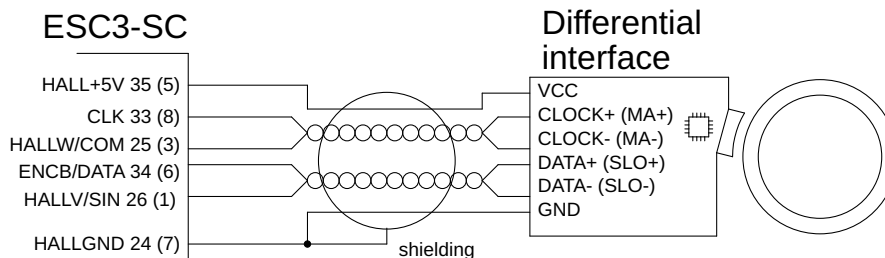 ESC3-SC
HALL+5V 35 (5)
CLK 33 (8)
HALLW/COM 25 (3)
ENCB/DATA 34 (6)
HALLV/SIN 26 (1)
HALLGND 24 (7)
shielding
Differential
interface
VCC
CLOCK+ (MA+)
CLOCK- (MA-)
DATA+ (SLO+)
DATA- (SLO-)
GND